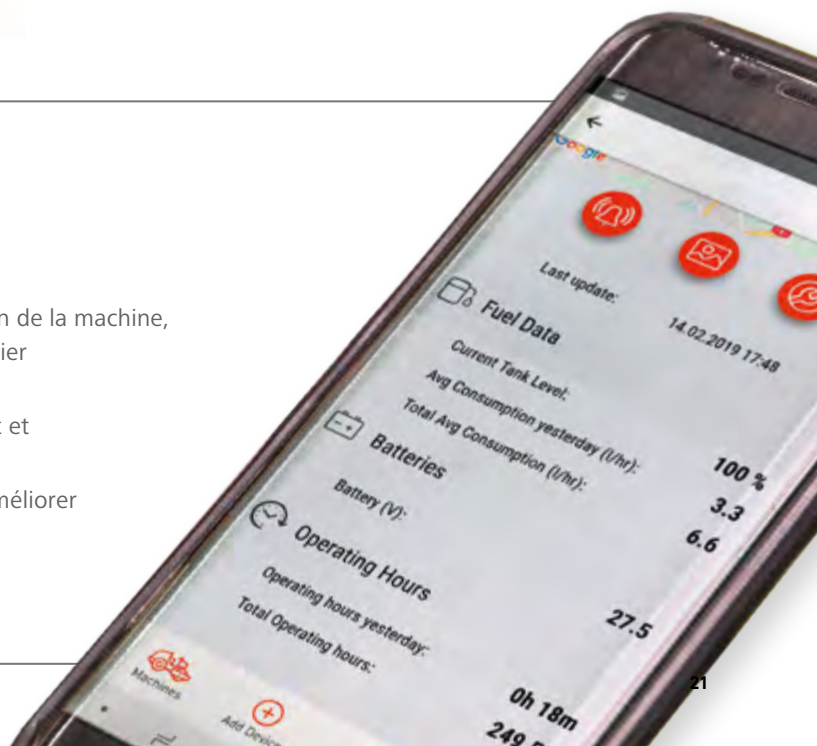 n de la machine,
ier
t et
méliorer
Google
Last update: 14.02.2019 17:48
Fuel Data
Current Tank Level: 100 %
Avg Consumption yesterday (l/hr): 3.3
Total Avg Consumption (l/hr): 6.6
Batteries
Battery (V): 27.5
Operating Hours
Operating hours yesterday: 0h 18m
Total Operating hours:
Machines
21